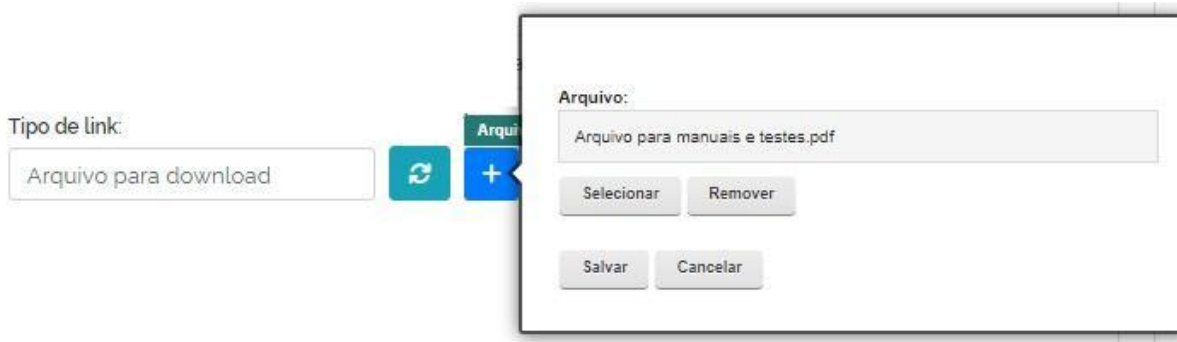 Tipo de link:
Arquivo para download
Arquivo:
Arquivo para manuais e testes.pdf
Selecionar Remover
Salvar Cancelar